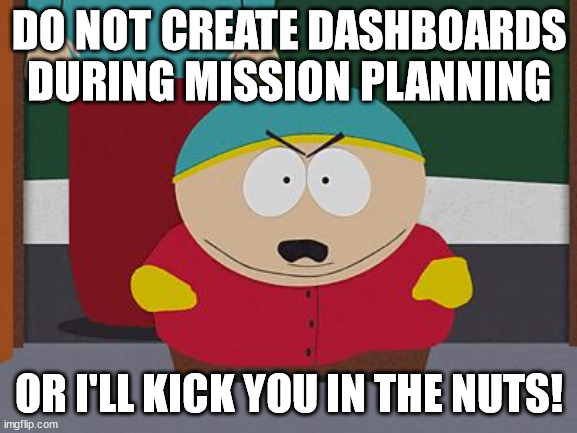 DO NOT CREATE DASHBOARDS
DURING MISSION PLANNING
OR I'LL KICK YOU IN THE NUTS!
imgflip.com